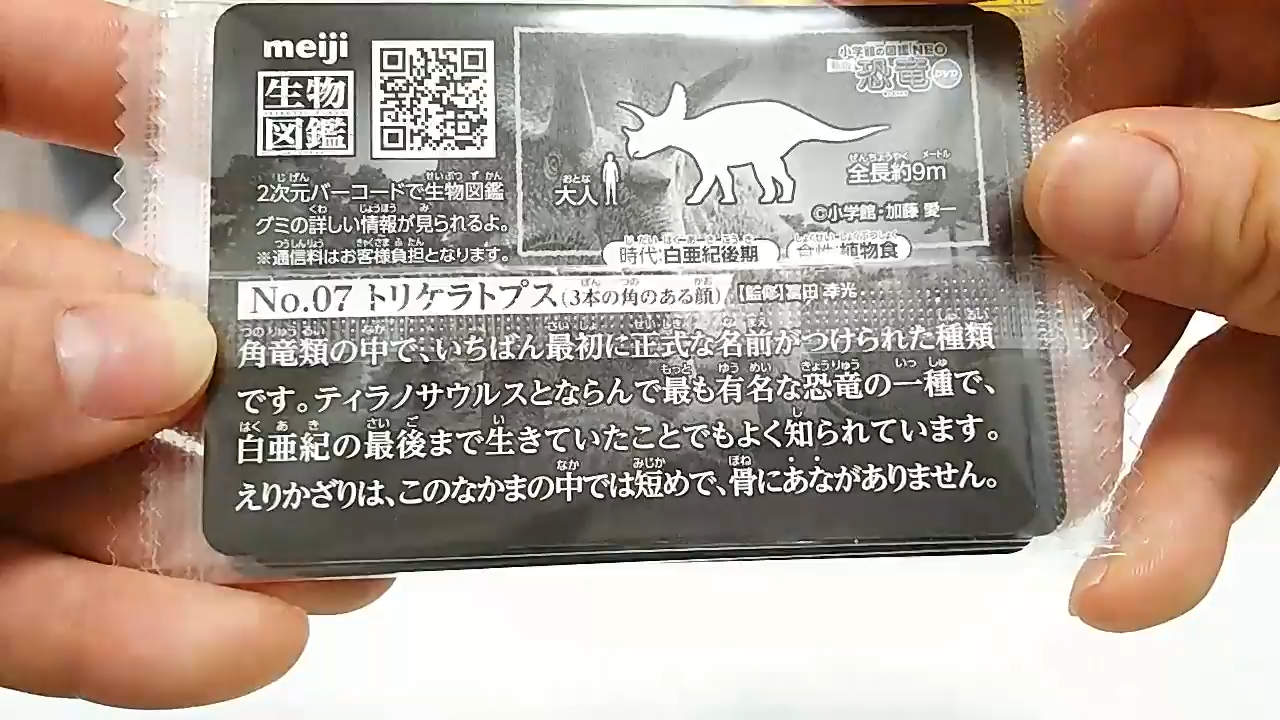 meiji
生物
図鑑
2次元バーコードで生物図鑑
グミの詳しい情報が見られるよ。
※通信料はお客様負担となります。
小学館の図鑑 NEO
恐竜 DVD
大人
全長約9m
©小学館・加藤 愛一
時代:白亜紀後期
食性:植物食
No.07 トリケラトプス(3本の角のある顔) 【監修】冨田 幸光
角竜類の中で、いちばん最初に正式な名前がつけられた種類
です。ティラノサウルスとならんで最も有名な恐竜の一種で、
白亜紀の最後まで生きていたことでもよく知られています。
えりかざりは、このなかまの中では短めで、骨にあながありません。